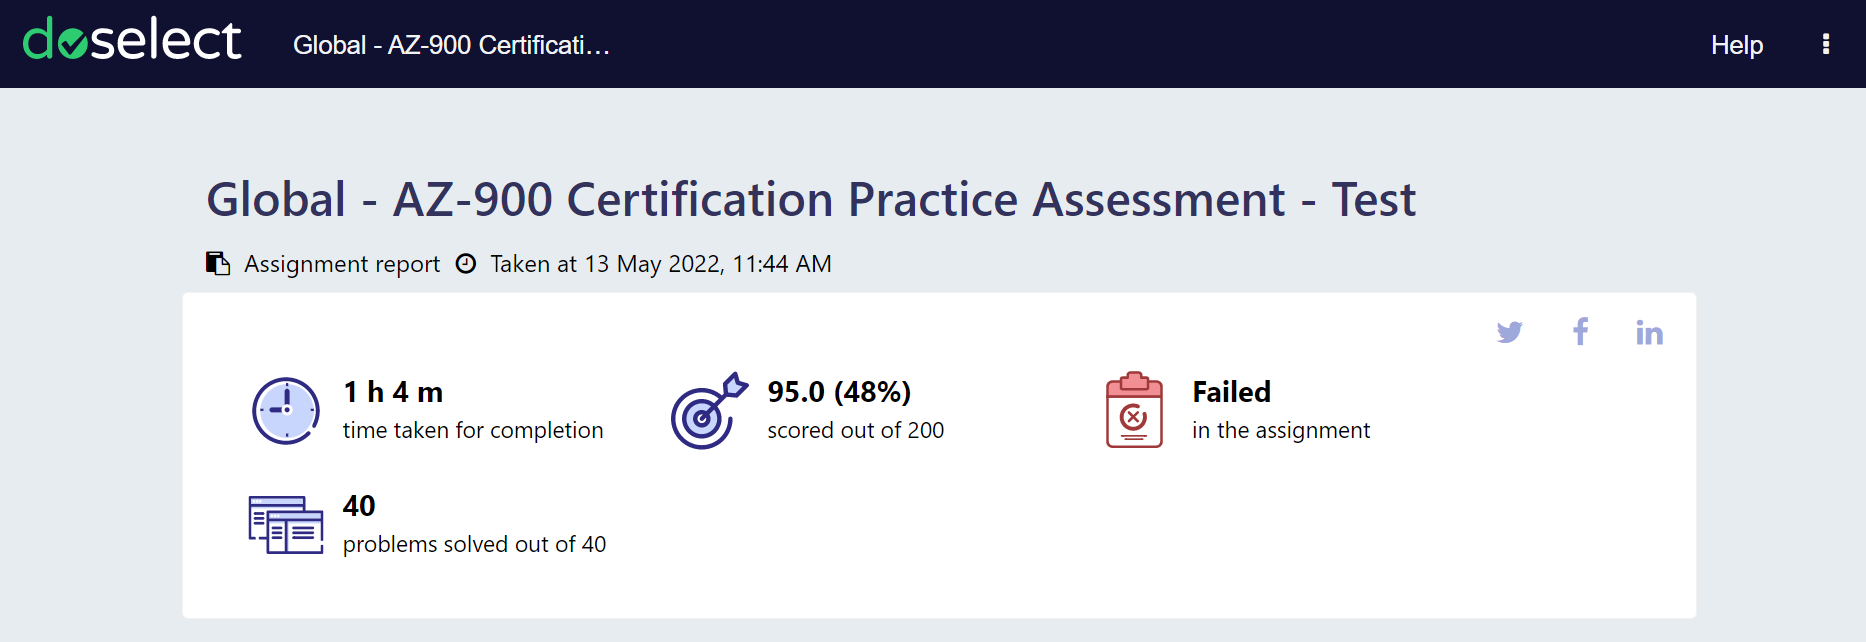 doselect Global - AZ-900 Certificati... Help
Global - AZ-900 Certification Practice Assessment - Test
Assignment report Taken at 13 May 2022, 11:44 AM
1 h 4 m
time taken for completion
95.0 (48%)
scored out of 200
Failed
in the assignment
40
problems solved out of 40